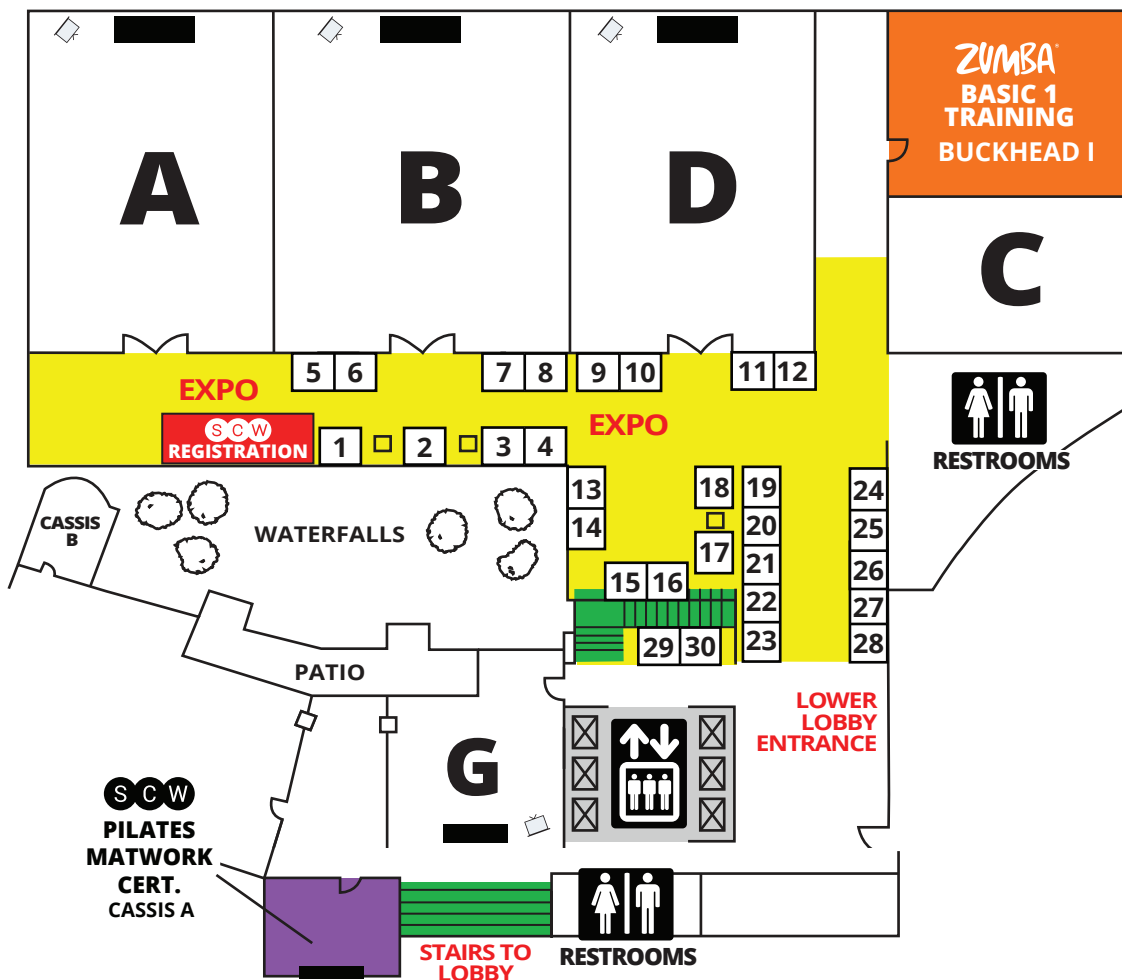 ZUMBA
BASIC 1
TRAINING
BUCKHEAD I
A
B
D
C
5
6
7
8
9
10
11
12
EXPO
SCW
REGISTRATION
1
2
3
4
EXPO
RESTROOMS
13
14
18
17
19
20
21
22
23
24
25
26
27
28
15
16
29
30
CASSIS
B
WATERFALLS
PATIO
LOWER
LOBBY
ENTRANCE
G
SCW
PILATES
MATWORK
CERT.
CASSIS A
STAIRS TO
LOBBY
RESTROOMS